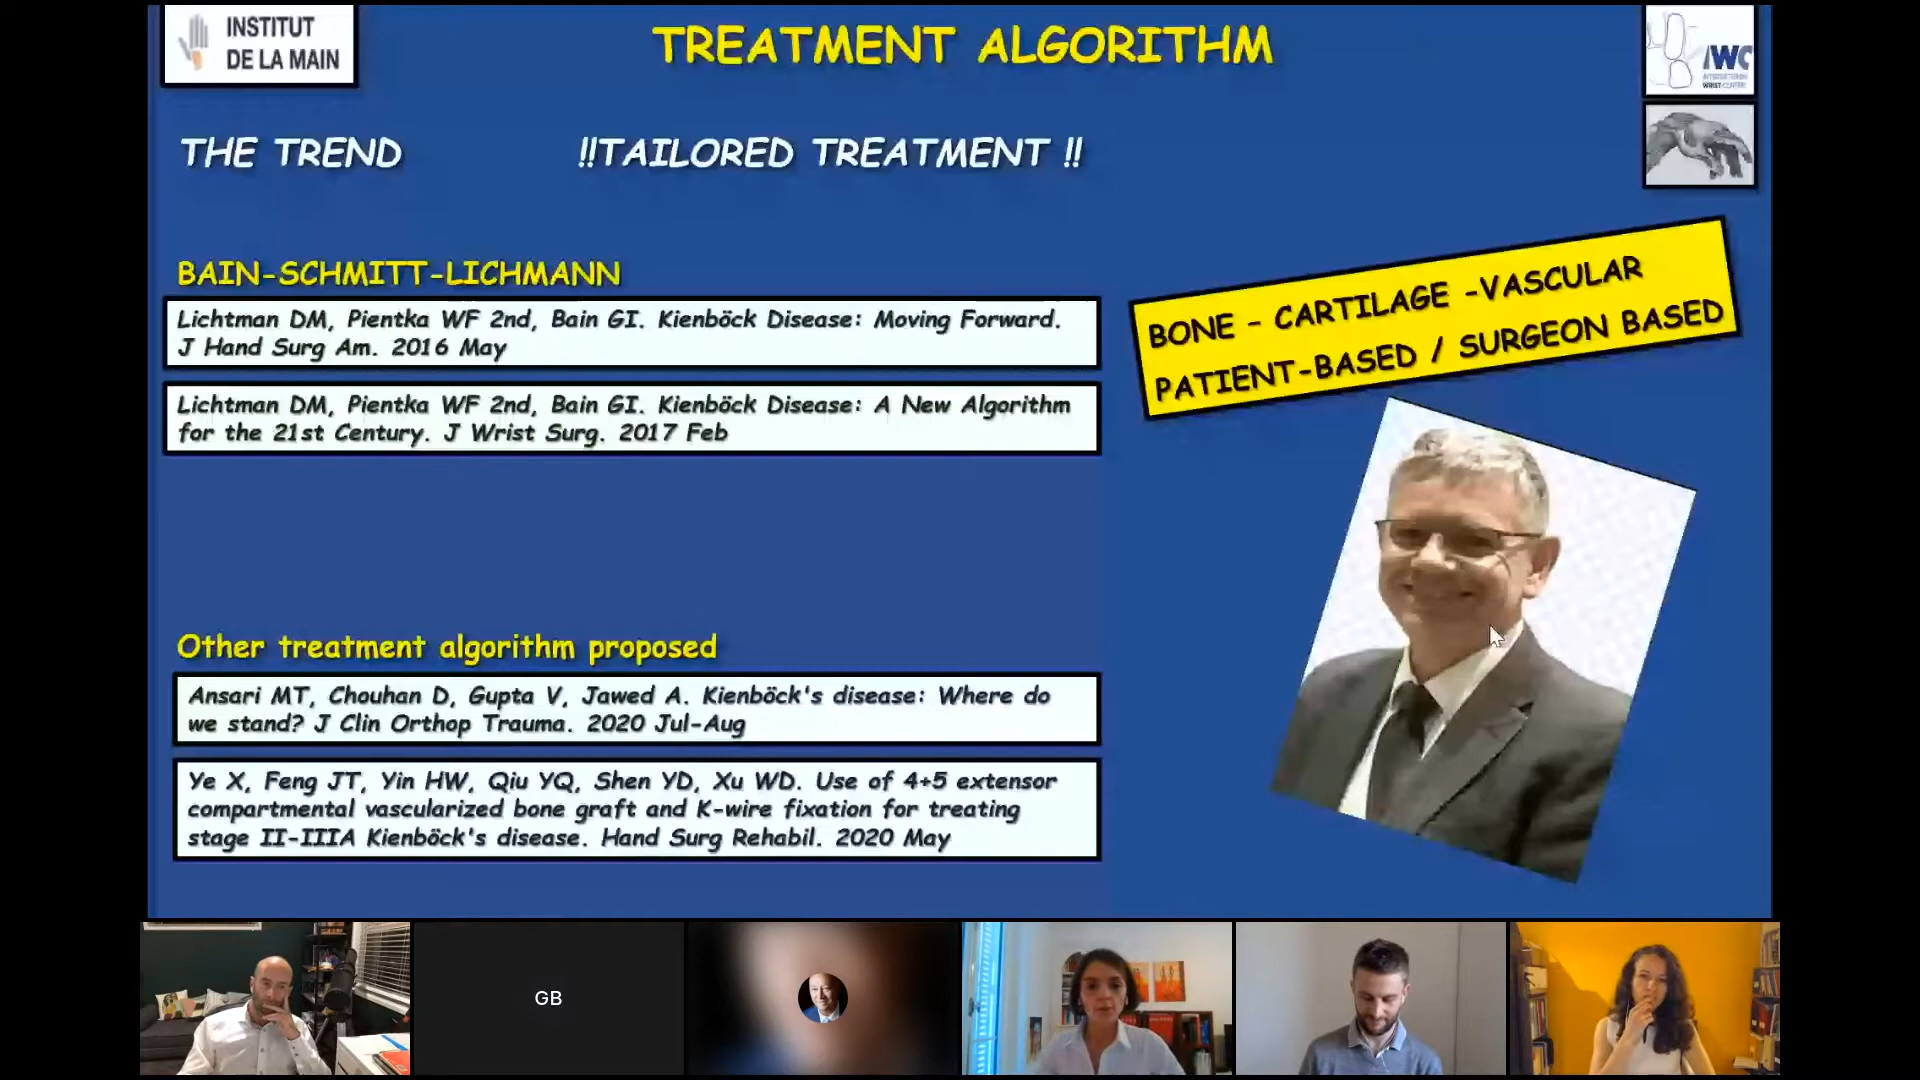 INSTITUT
DE LA MAIN
TREATMENT ALGORITHM
IWC
WRIST CENTER
THE TREND
!!TAILORED TREATMENT !!
BAIN-SCHMITT-LICHMANN
Lichtman DM, Pientka WF 2nd, Bain GI. Kienböck Disease: Moving Forward.
J Hand Surg Am. 2016 May
Lichtman DM, Pientka WF 2nd, Bain GI. Kienböck Disease: A New Algorithm
for the 21st Century. J Wrist Surg. 2017 Feb
BONE - CARTILAGE -VASCULAR
PATIENT-BASED / SURGEON BASED
Other treatment algorithm proposed
Ansari MT, Chouhan D, Gupta V, Jawed A. Kienböck's disease: Where do
we stand? J Clin Orthop Trauma. 2020 Jul-Aug
Ye X, Feng JT, Yin HW, Qiu YQ, Shen YD, Xu WD. Use of 4+5 extensor
compartmental vascularized bone graft and K-wire fixation for treating
stage II-IIIA Kienböck's disease. Hand Surg Rehabil. 2020 May
GB